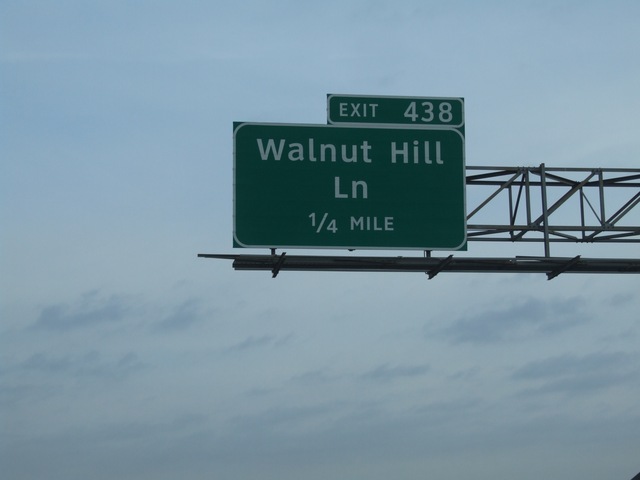 EXIT 438
Walnut Hill
Ln
1/4 MILE